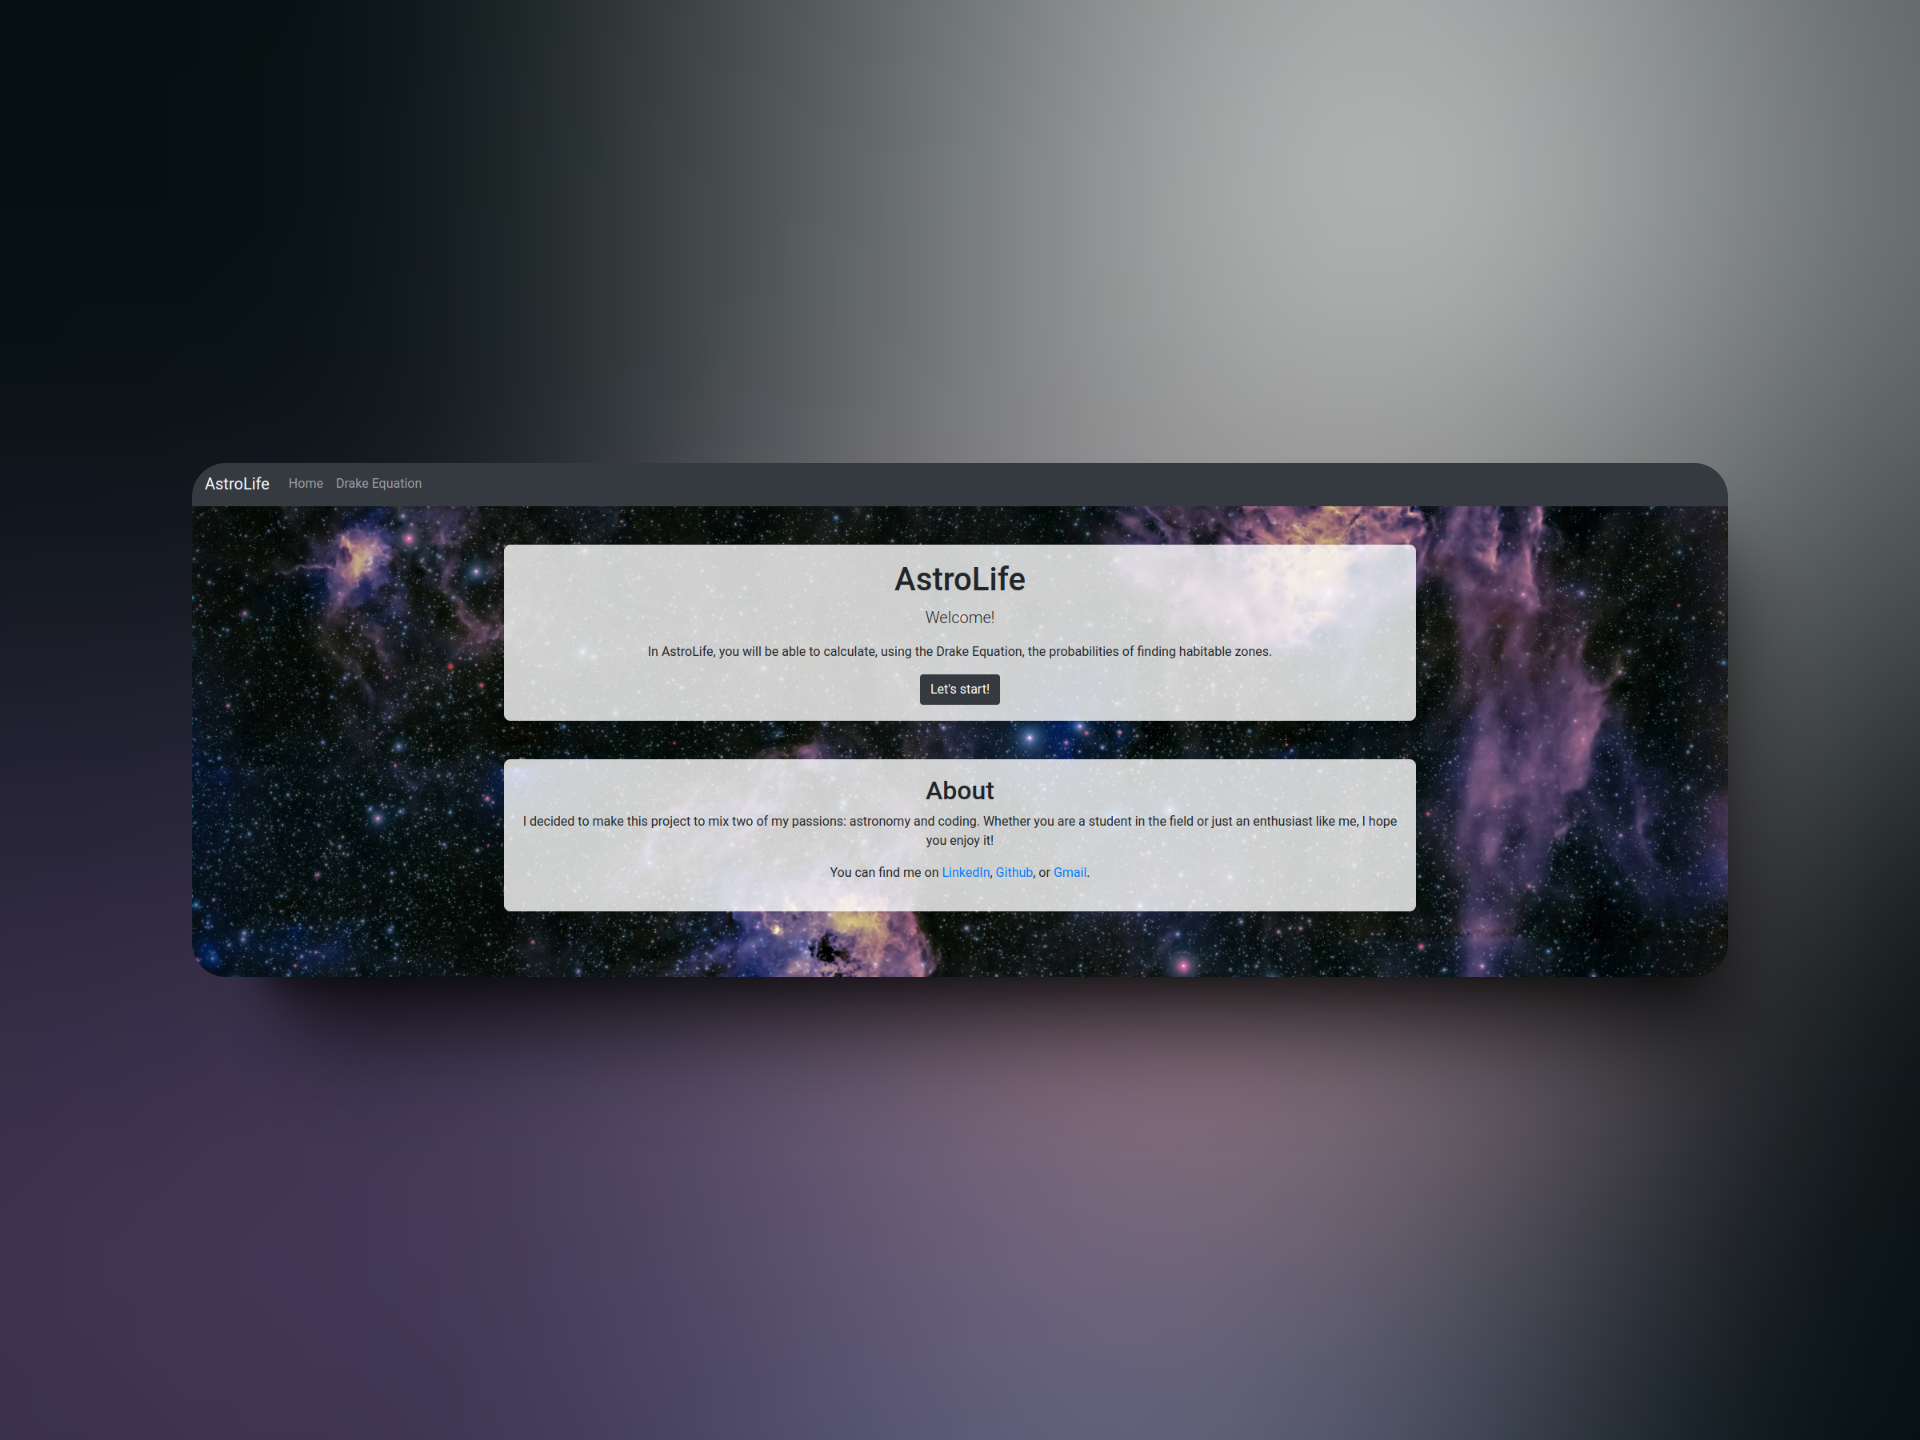 AstroLife Home Drake Equation
AstroLife
Welcome!
In AstroLife, you will be able to calculate, using the Drake Equation, the probabilities of finding habitable zones.
Let's start!
About
I decided to make this project to mix two of my passions: astronomy and coding. Whether you are a student in the field or just an enthusiast like me, I hope
you enjoy it!
You can find me on LinkedIn, Github, or Gmail.